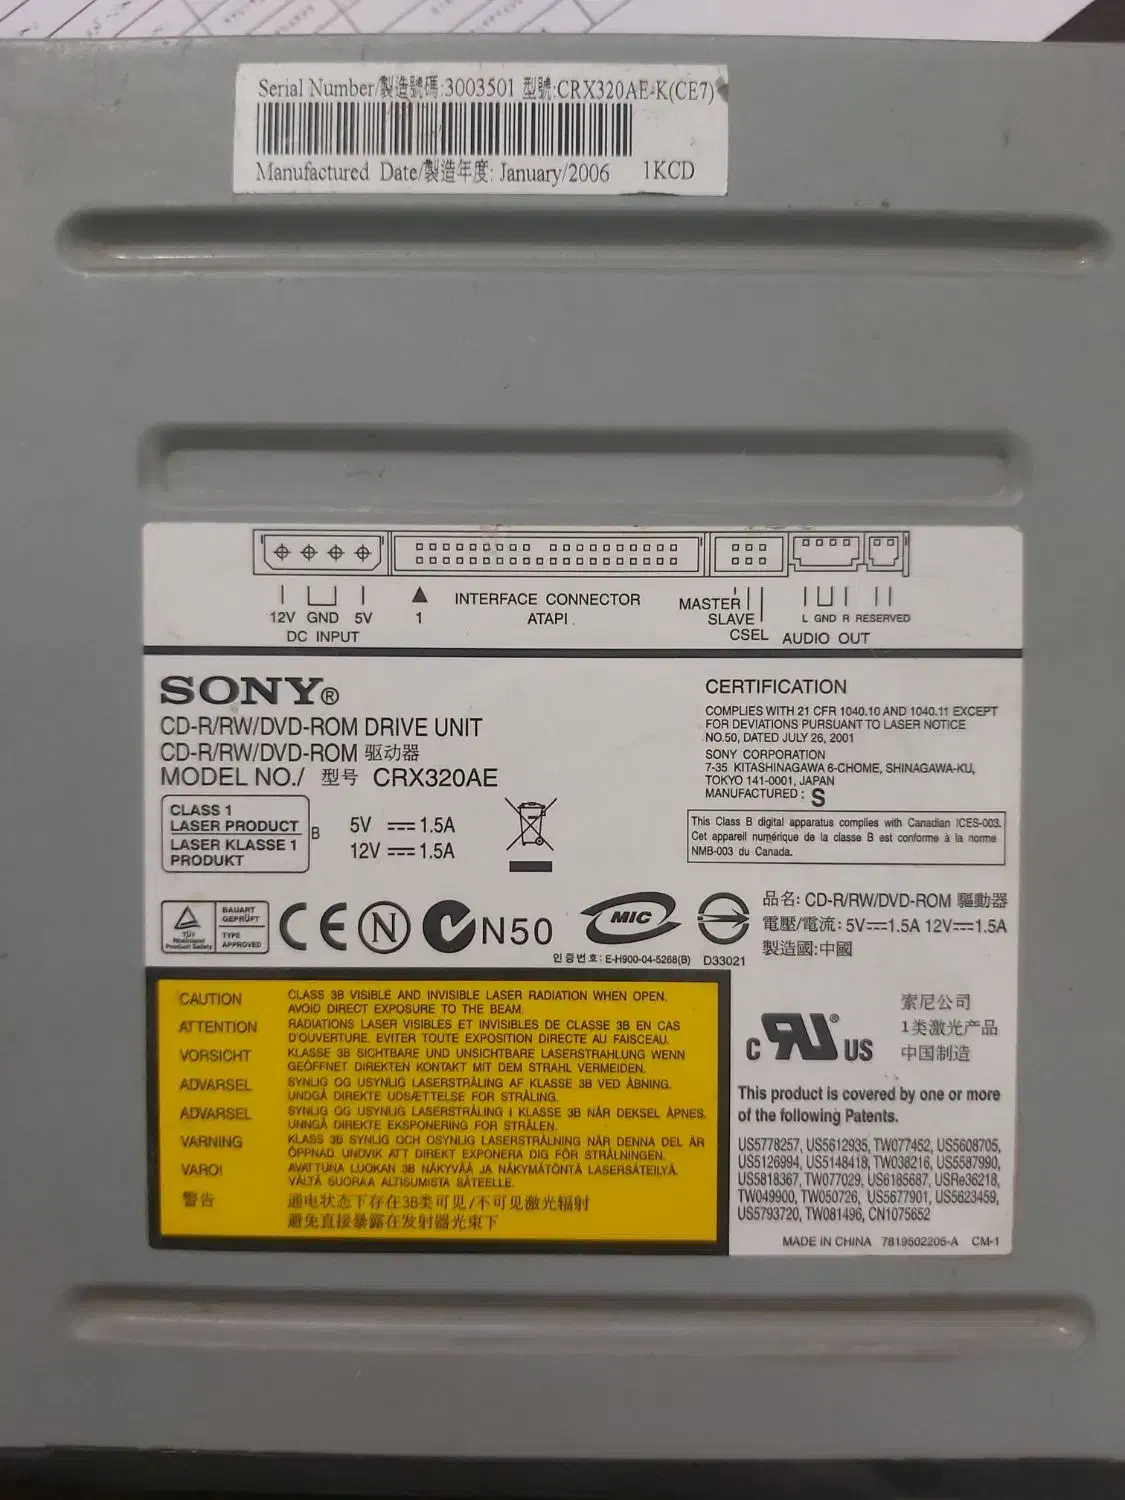 Serial Number/製造號碼:3003501 型號:CRX320AE-K(CE7)
Manufactured Date/製造年度: January/2006 1KCD
12V GND 5V
DC INPUT
1
INTERFACE CONNECTOR
ATAPI
MASTER
SLAVE
CSEL
L GND R RESERVED
AUDIO OUT
SONY®
CD-R/RW/DVD-ROM DRIVE UNIT
CD-R/RW/DVD-ROM 驱动器
MODEL NO./ 型号 CRX320AE
CLASS 1
LASER PRODUCT
LASER KLASSE 1
PRODUKT
B
5V ⎓ 1.5A
12V ⎓ 1.5A
CERTIFICATION
COMPLIES WITH 21 CFR 1040.10 AND 1040.11 EXCEPT
FOR DEVIATIONS PURSUANT TO LASER NOTICE
NO.50, DATED JULY 26, 2001
SONY CORPORATION
7-35 KITASHINAGAWA 6-CHOME, SHINAGAWA-KU,
TOKYO 141-0001, JAPAN
MANUFACTURED : S
This Class B digital apparatus complies with Canadian ICES-003.
Cet appareil numérique de la classe B est conforme à la norme
NMB-003 du Canada.
TÜV
Rheinland
Product Safety
BAUART
GEPRÜFT
TYPE
APPROVED
CE
N
N50
MIC
인증번호: E-H900-04-5268(B)
D33021
品名: CD-R/RW/DVD-ROM 驅動器
電壓/電流: 5V⎓1.5A 12V⎓1.5A
製造國:中國
CAUTION CLASS 3B VISIBLE AND INVISIBLE LASER RADIATION WHEN OPEN.
AVOID DIRECT EXPOSURE TO THE BEAM.
ATTENTION RADIATIONS LASER VISIBLES ET INVISIBLES DE CLASSE 3B EN CAS
D'OUVERTURE. EVITER TOUTE EXPOSITION DIRECTE AU FAISCEAU.
VORSICHT KLASSE 3B SICHTBARE UND UNSICHTBARE LASERSTRAHLUNG WENN
GEÖFFNET DIREKTEN KONTAKT MIT DEM STRAHL VERMEIDEN.
ADVARSEL SYNLIG OG USYNLIG LASERSTRÅLING AF KLASSE 3B VED ÅBNING.
UNDGÅ DIREKTE UDSÆTTELSE FOR STRÅLING.
ADVARSEL SYNLIG OG USYNLIG LASERSTRÅLING I KLASSE 3B NÅR DEKSEL ÅPNES.
UNNGÅ DIREKTE EKSPONERING FOR STRÅLEN.
VARNING KLASS 3B SYNLIG OCH OSYNLIG LASERSTRÅLNING NÄR DENNA DEL ÄR
ÖPPNAD UNDVIK ATT DIREKT EXPONERA DIG FÖR STRÅLNINGEN.
VARO! AVATTUNA LUOKAN 3B NÄKYVÄÄ JA NÄKYMÄTÖNTÄ LASERSÄTEILYÄ.
VÄLTÄ SUORAA ALTISUMISTA SÄTEELLE.
警告 通电状态下存在3B类可见/不可见激光辐射
避免直接暴露在发射器光束下
C RU® US
索尼公司
1类激光产品
中国制造
This product is covered by one or more
of the following Patents.
US5778257, US5612935, TW077452, US5608705,
US5126994, US5148418, TW038216, US5587990,
US5818367, TW077029, US6185687, USRe36218,
TW049900, TW050726, US5677901, US5623459,
US5793720, TW081496, CN1075652
MADE IN CHINA 7819502205-A CM-1